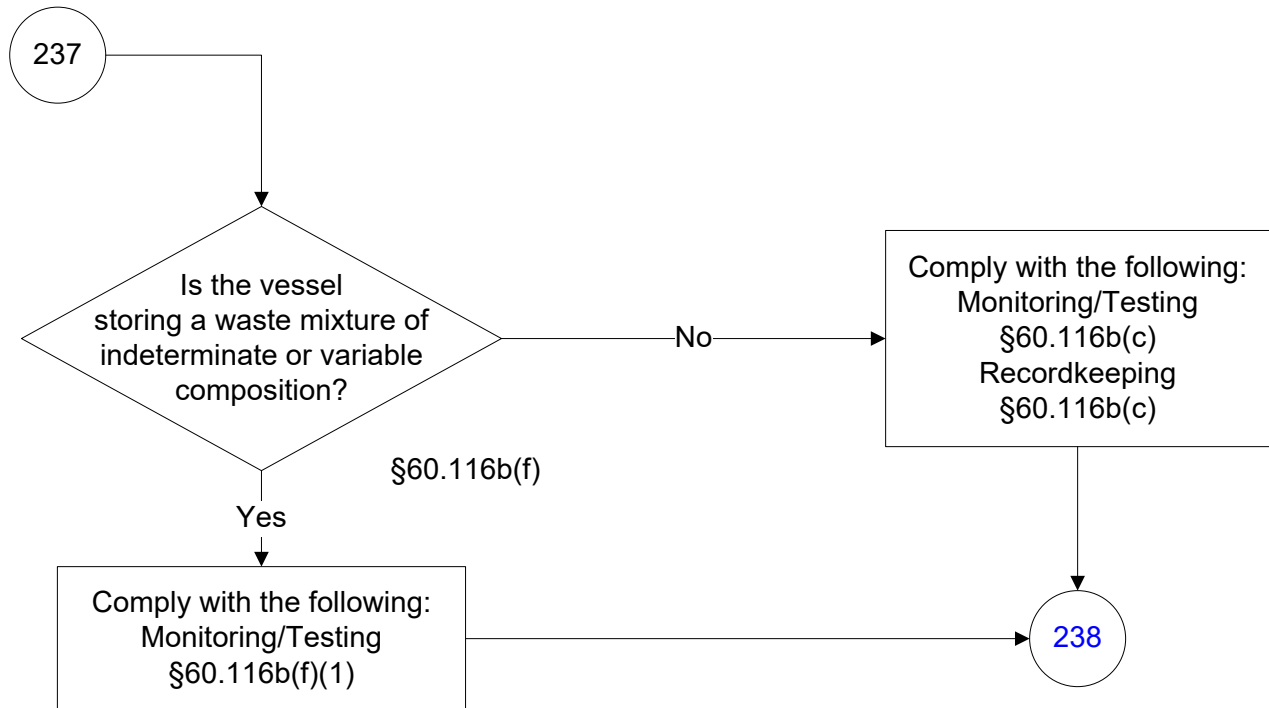 237
Is the vessel
storing a waste mixture of
indeterminate or variable
composition?
§60.116b(f)
No
Comply with the following:
Monitoring/Testing
§60.116b(c)
Recordkeeping
§60.116b(c)
Yes
Comply with the following:
Monitoring/Testing
§60.116b(f)(1)
238